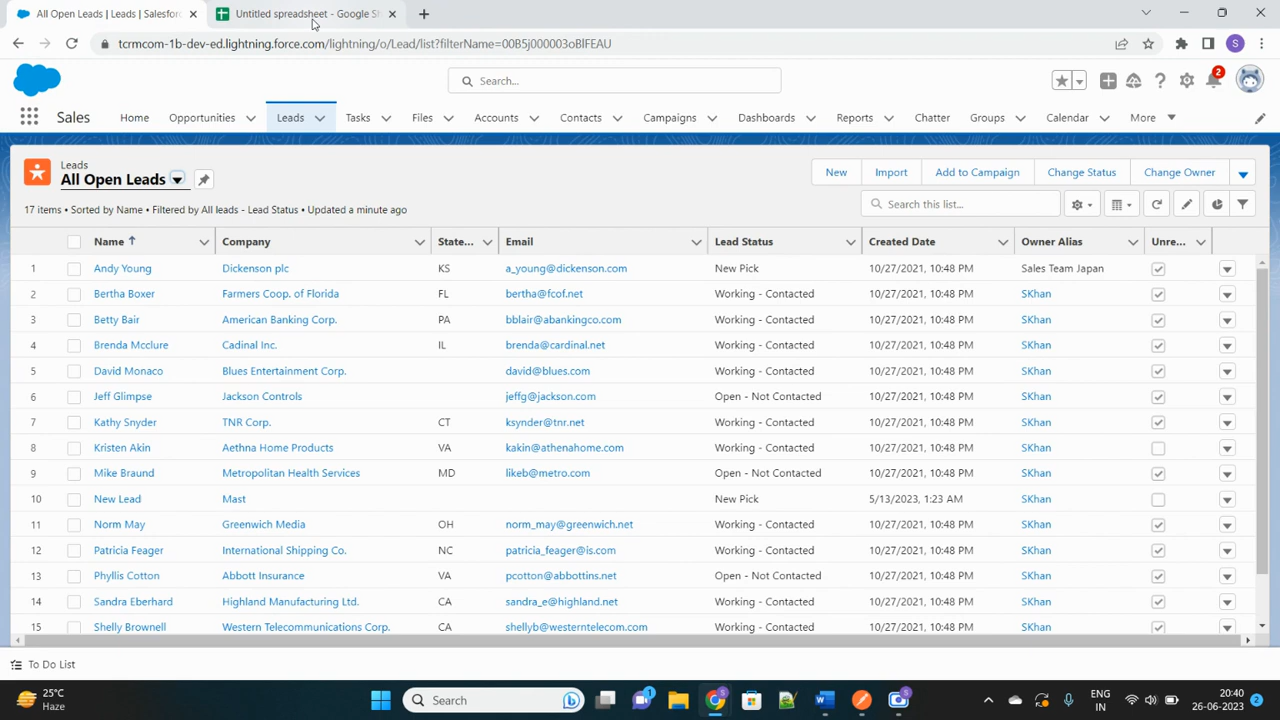 All Open Leads | Leads | Salesforc
Untitled spreadsheet - Google Sh
tcrmcom-1b-dev-ed.lightning.force.com/lightning/o/Lead/list?filterName=00B5j000003oBlFEAU
S
Search...
2
Sales
Home
Opportunities
Leads
Tasks
Files
Accounts
Contacts
Campaigns
Dashboards
Reports
Chatter
Groups
Calendar
More
Leads
All Open Leads
New
Import
Add to Campaign
Change Status
Change Owner
17 items • Sorted by Name • Filtered by All leads - Lead Status • Updated a minute ago
Search this list...
Name Company State... Email Lead Status Created Date Owner Alias Unre...
1 Andy Young Dickenson plc KS a_young@dickenson.com New Pick 10/27/2021, 10:48 PM Sales Team Japan
2 Bertha Boxer Farmers Coop. of Florida FL bertha@fcof.net Working - Contacted 10/27/2021, 10:48 PM SKhan
3 Betty Bair American Banking Corp. PA bblair@abankingco.com Working - Contacted 10/27/2021, 10:48 PM SKhan
4 Brenda Mcclure Cadinal Inc. IL brenda@cardinal.net Working - Contacted 10/27/2021, 10:48 PM SKhan
5 David Monaco Blues Entertainment Corp. david@blues.com Working - Contacted 10/27/2021, 10:48 PM SKhan
6 Jeff Glimpse Jackson Controls jeffg@jackson.com Open - Not Contacted 10/27/2021, 10:48 PM SKhan
7 Kathy Snyder TNR Corp. CT ksynder@tnr.net Working - Contacted 10/27/2021, 10:48 PM SKhan
8 Kristen Akin Aethna Home Products VA kakin@athenahome.com Working - Contacted 10/27/2021, 10:48 PM SKhan
9 Mike Braund Metropolitan Health Services MD likeb@metro.com Open - Not Contacted 10/27/2021, 10:48 PM SKhan
10 New Lead Mast New Pick 5/13/2023, 1:23 AM SKhan
11 Norm May Greenwich Media OH norm_may@greenwich.net Working - Contacted 10/27/2021, 10:48 PM SKhan
12 Patricia Feager International Shipping Co. NC patricia_feager@is.com Working - Contacted 10/27/2021, 10:48 PM SKhan
13 Phyllis Cotton Abbott Insurance VA pcotton@abbottins.net Open - Not Contacted 10/27/2021, 10:48 PM SKhan
14 Sandra Eberhard Highland Manufacturing Ltd. CA sandra_e@highland.net Working - Contacted 10/27/2021, 10:48 PM SKhan
15 Shelly Brownell Western Telecommunications Corp. CA shellyb@westerntelecom.com Working - Contacted 10/27/2021, 10:48 PM SKhan
To Do List
25°C
Haze
Search
1
S
S
ENG
IN
20:40
26-06-2023
2